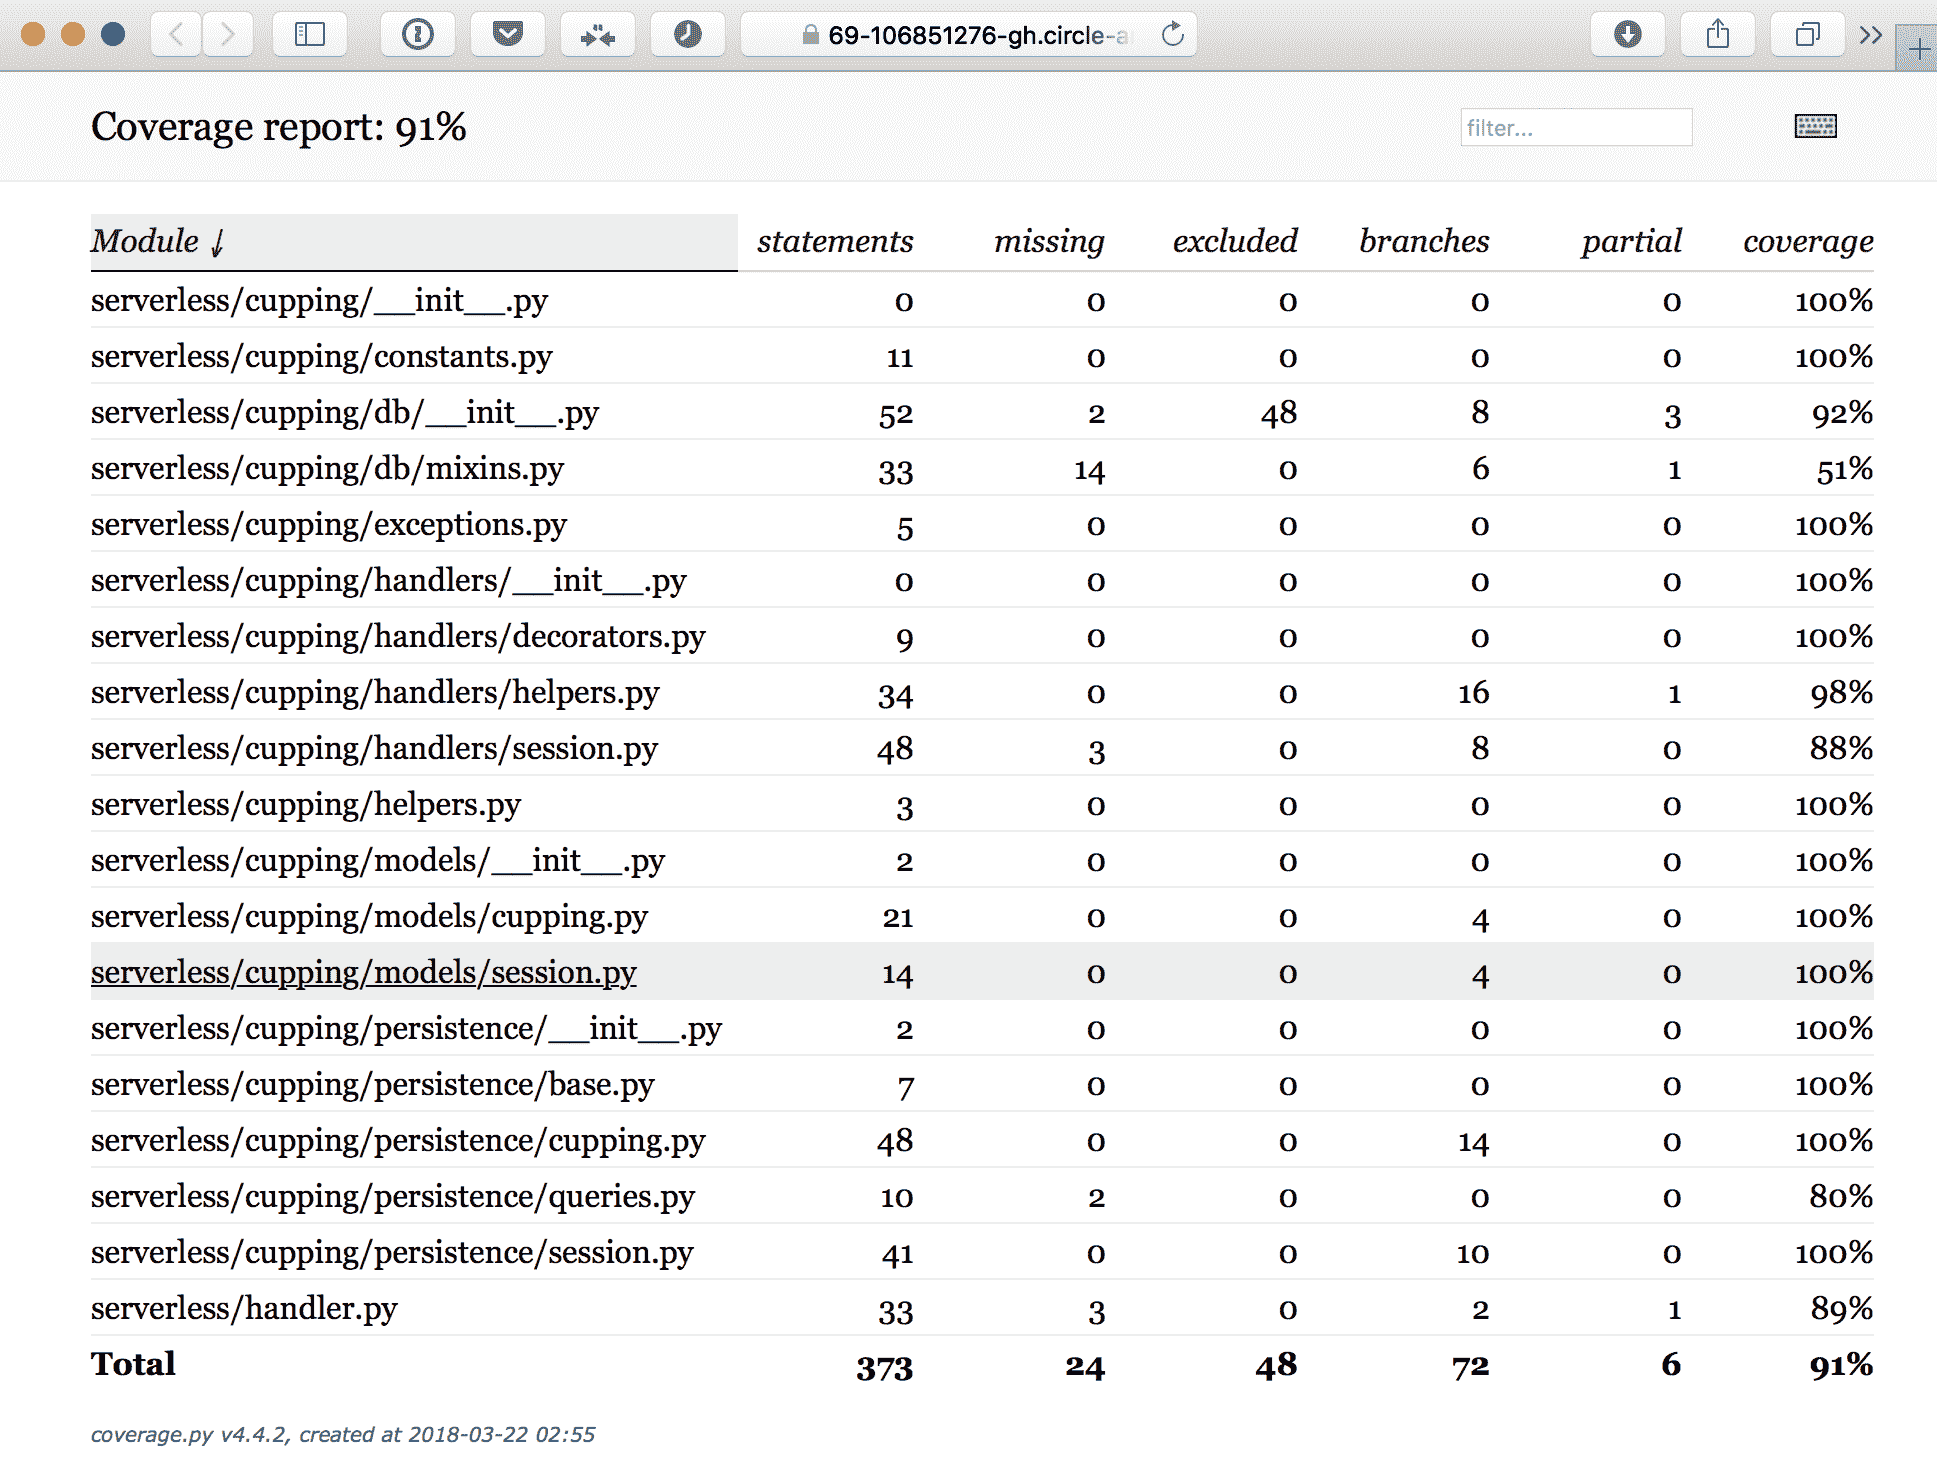 69-106851276-gh.circle-a
Coverage report: 91%
filter...
Module ↓ statements missing excluded branches partial coverage
serverless/cupping/__init__.py 0 0 0 0 0 100%
serverless/cupping/constants.py 11 0 0 0 0 100%
serverless/cupping/db/__init__.py 52 2 48 8 3 92%
serverless/cupping/db/mixins.py 33 14 0 6 1 51%
serverless/cupping/exceptions.py 5 0 0 0 0 100%
serverless/cupping/handlers/__init__.py 0 0 0 0 0 100%
serverless/cupping/handlers/decorators.py 9 0 0 0 0 100%
serverless/cupping/handlers/helpers.py 34 0 0 16 1 98%
serverless/cupping/handlers/session.py 48 3 0 8 0 88%
serverless/cupping/helpers.py 3 0 0 0 0 100%
serverless/cupping/models/__init__.py 2 0 0 0 0 100%
serverless/cupping/models/cupping.py 21 0 0 4 0 100%
serverless/cupping/models/session.py 14 0 0 4 0 100%
serverless/cupping/persistence/__init__.py 2 0 0 0 0 100%
serverless/cupping/persistence/base.py 7 0 0 0 0 100%
serverless/cupping/persistence/cupping.py 48 0 0 14 0 100%
serverless/cupping/persistence/queries.py 10 2 0 0 0 80%
serverless/cupping/persistence/session.py 41 0 0 10 0 100%
serverless/handler.py 33 3 0 2 1 89%
Total 373 24 48 72 6 91%
coverage.py v4.4.2, created at 2018-03-22 02:55